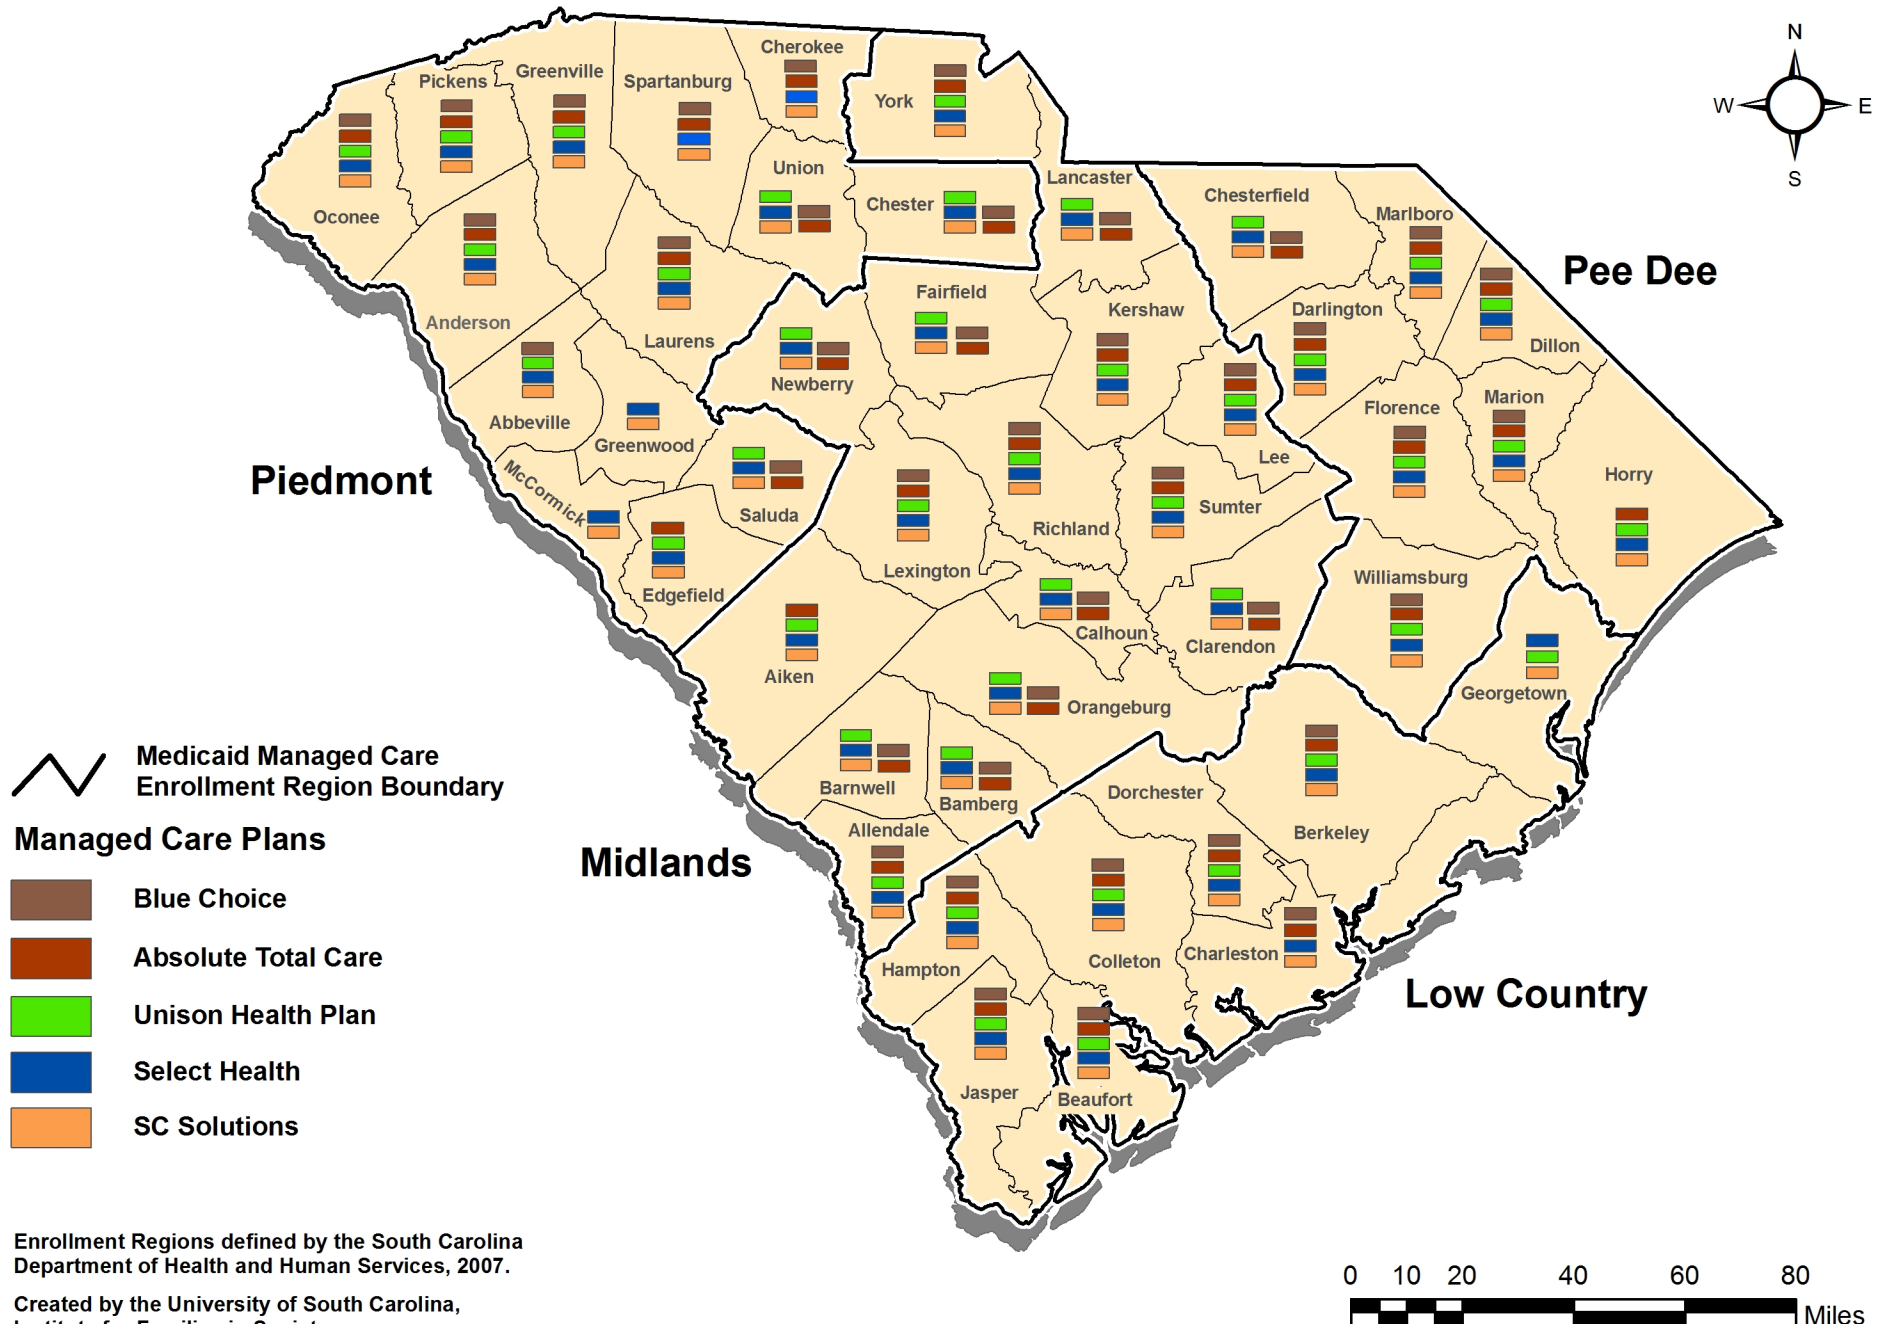 N
W
E
S
Cherokee
Pickens
Greenville
Spartanburg
York
Oconee
Union
Chester
Lancaster
Chesterfield
Marlboro
Pee Dee
Anderson
Laurens
Fairfield
Kershaw
Darlington
Dillon
Newberry
Abbeville
Greenwood
Florence
Marion
Horry
Piedmont
McCormick
Saluda
Lee
Sumter
Richland
Lexington
Edgefield
Williamsburg
Calhoun
Clarendon
Aiken
Georgetown
Orangeburg
Barnwell
Bamberg
Dorchester
Berkeley
Allendale
Midlands
Hampton
Colleton
Charleston
Low Country
Jasper
Beaufort
Medicaid Managed Care
Enrollment Region Boundary
Managed Care Plans
Blue Choice
Absolute Total Care
Unison Health Plan
Select Health
SC Solutions
Enrollment Regions defined by the South Carolina
Department of Health and Human Services, 2007.
Created by the University of South Carolina,
0 10 20 40 60 80
Miles